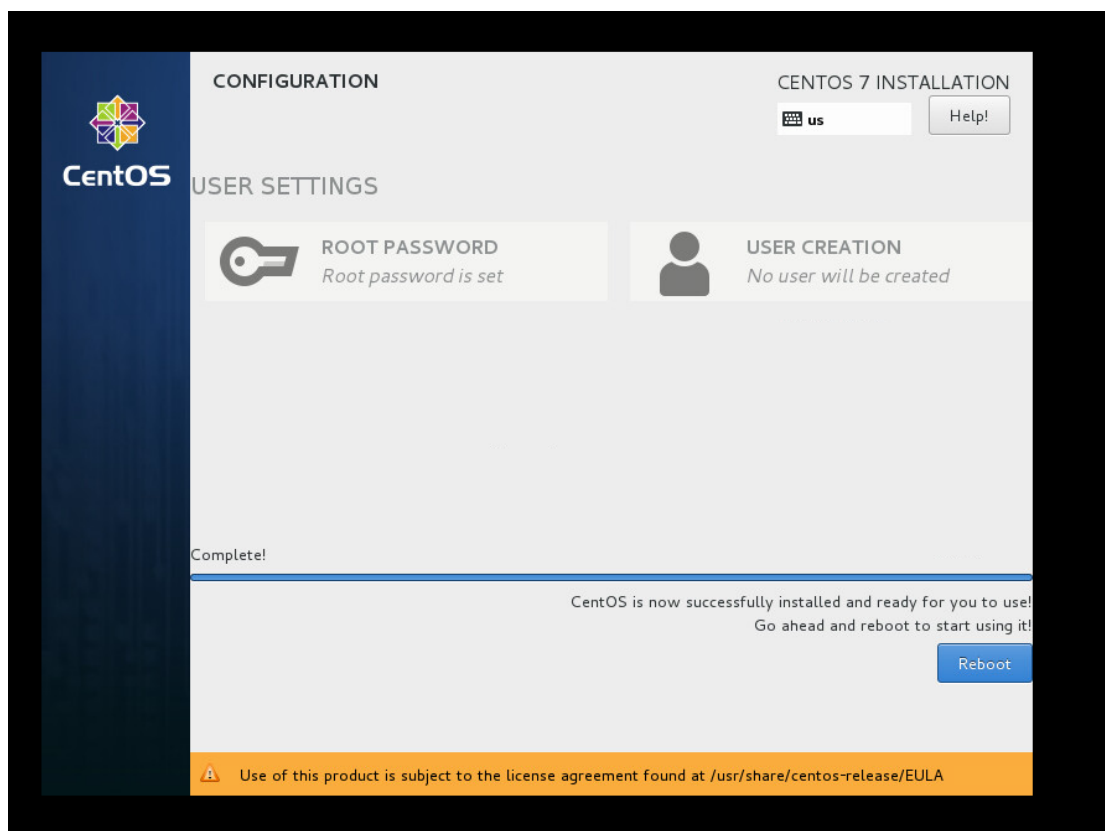 CONFIGURATION
CENTOS 7 INSTALLATION
us
Help!
CentOS
USER SETTINGS
ROOT PASSWORD
Root password is set
USER CREATION
No user will be created
Complete!
CentOS is now successfully installed and ready for you to use!
Go ahead and reboot to start using it!
Reboot
Use of this product is subject to the license agreement found at /usr/share/centos-release/EULA